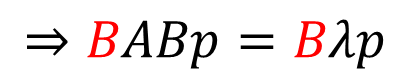 ⇒ BABp = Bλp